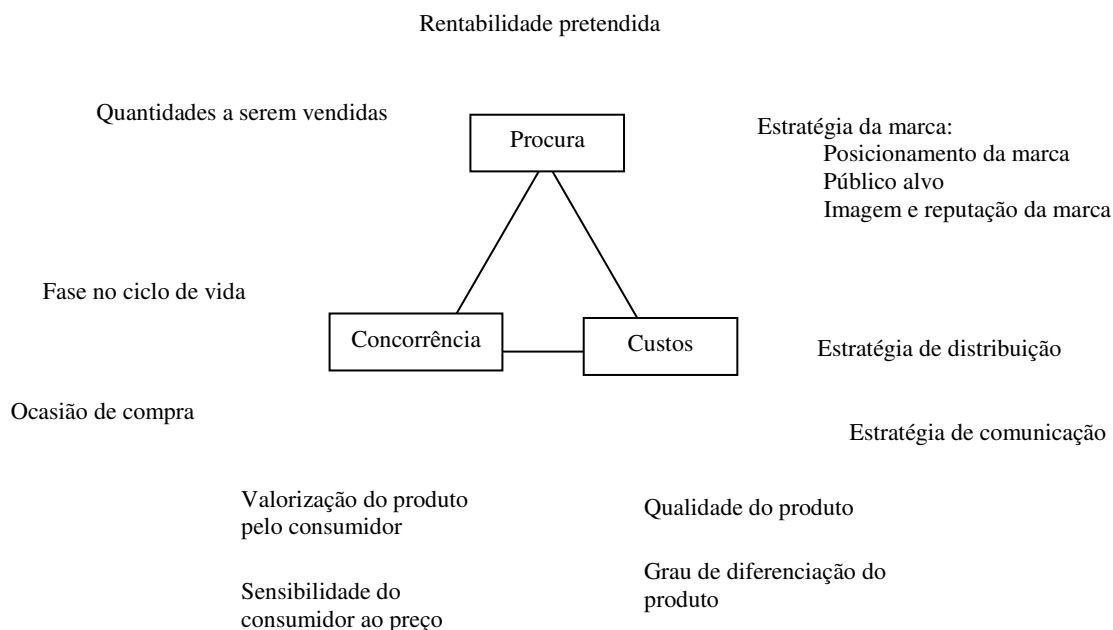 Rentabilidade pretendida
Quantidades a serem vendidas
Procura
Estratégia da marca:
Posicionamento da marca
Público alvo
Imagem e reputação da marca
Fase no ciclo de vida
Concorrência
Custos
Estratégia de distribuição
Ocasião de compra
Estratégia de comunicação
Valorização do produto
pelo consumidor
Qualidade do produto
Sensibilidade do
consumidor ao preço
Grau de diferenciação do
produto